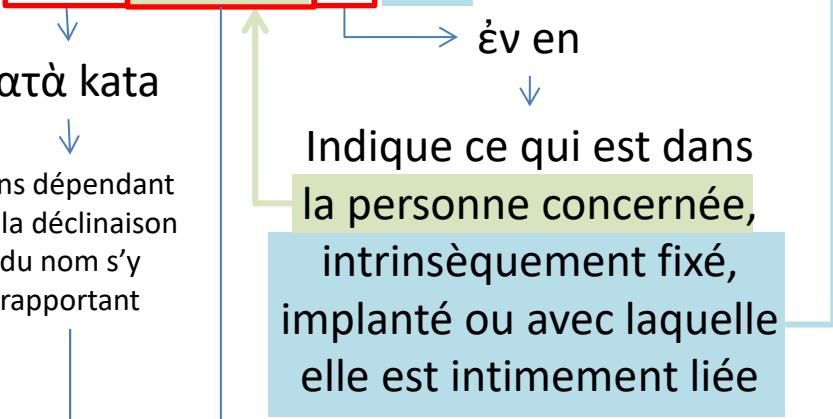 ἐν en
ατὰ kata
Indique ce qui est dans
la personne concernée,
intrinsèquement fixé,
implanté ou avec laquelle
elle est intimement liée
ns dépendant
la déclinaison
du nom s'y
rapportant